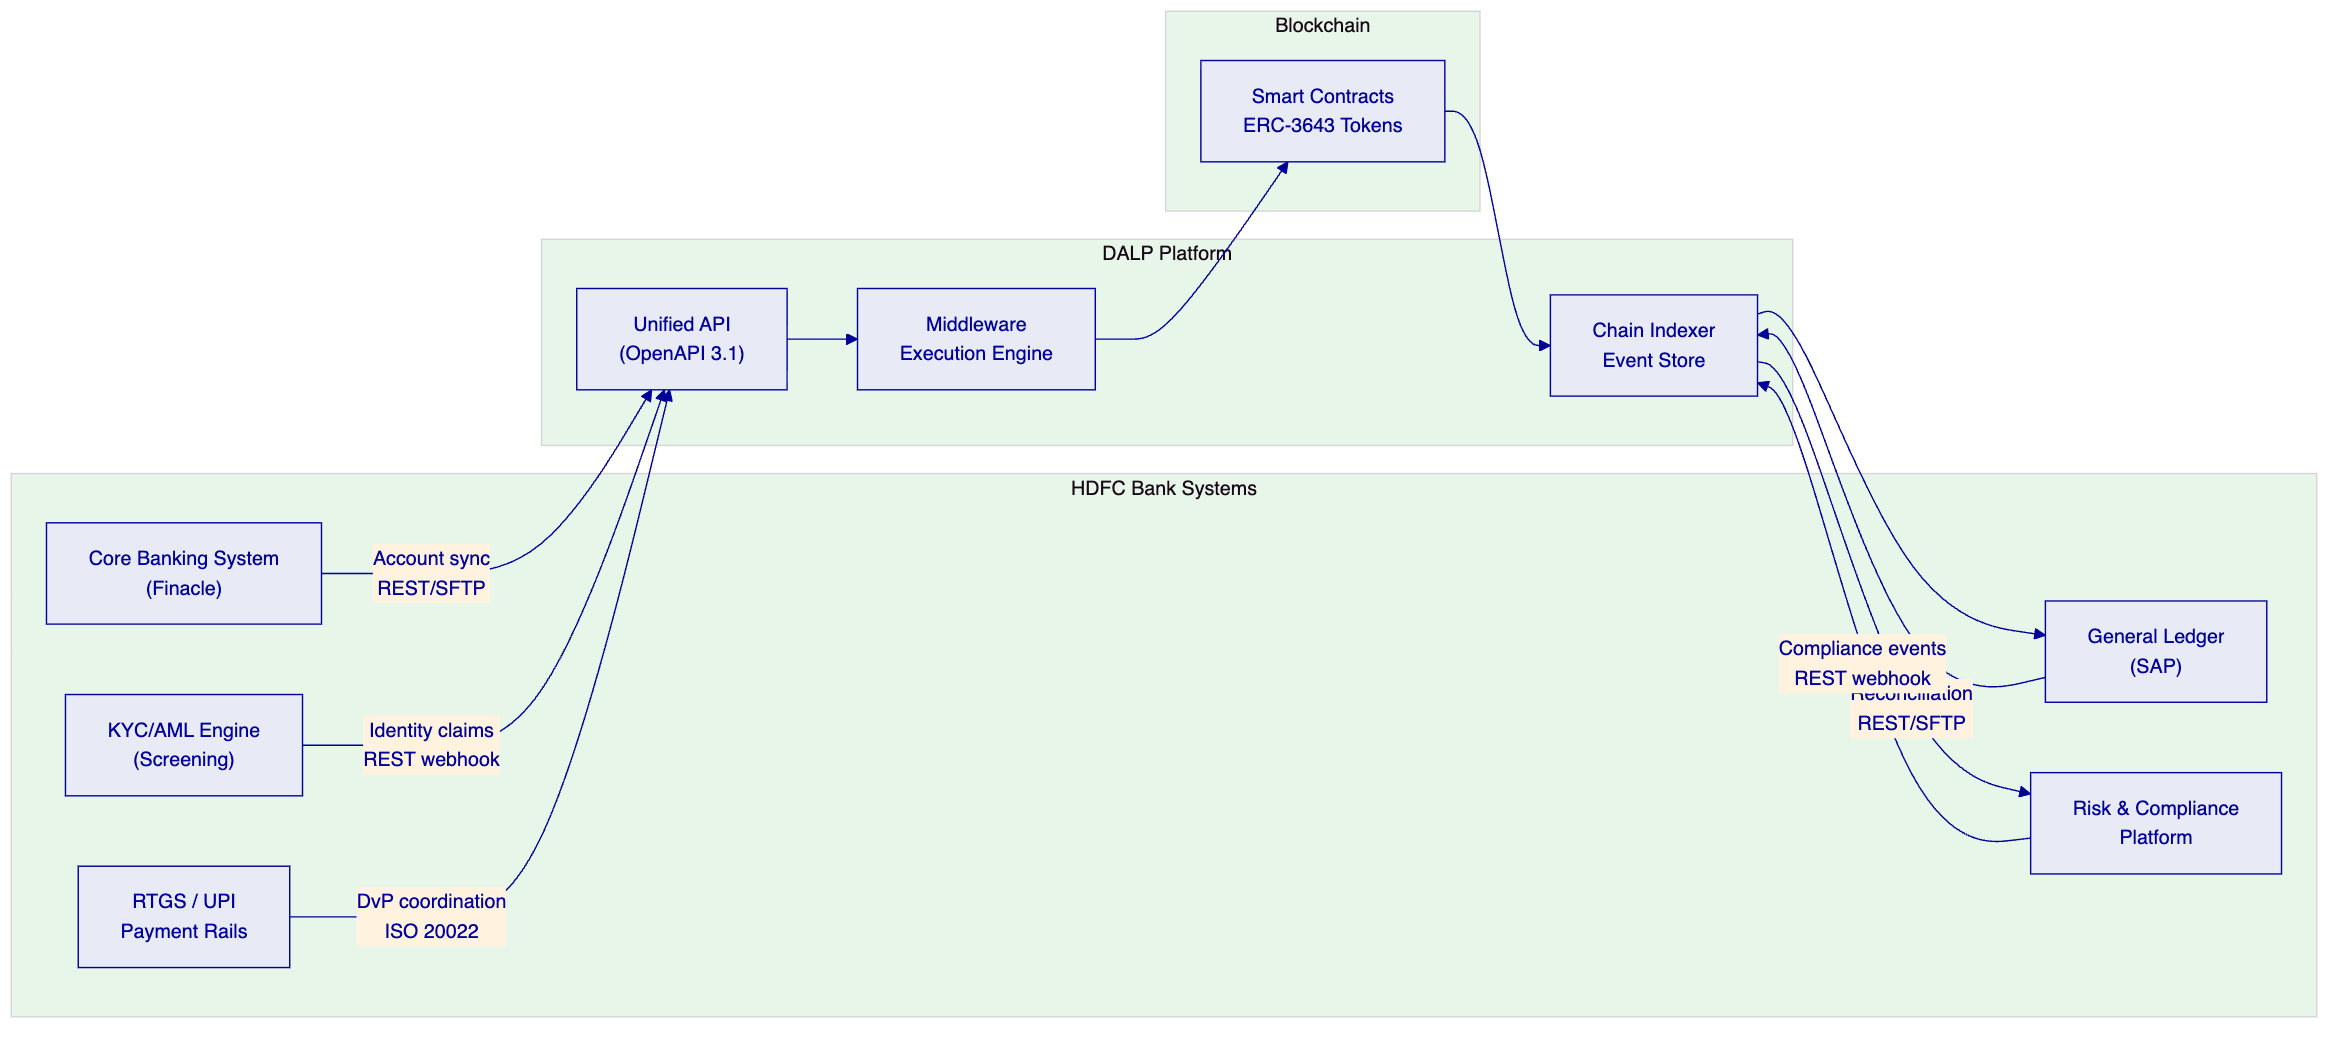 Blockchain
Smart Contracts
ERC-3643 Tokens
DALP Platform
Unified API
(OpenAPI 3.1)
Middleware
Execution Engine
Chain Indexer
Event Store
HDFC Bank Systems
Core Banking System
(Finacle)
Account sync
REST/SFTP
KYC/AML Engine
(Screening)
Identity claims
REST webhook
RTGS / UPI
Payment Rails
DvP coordination
ISO 20022
Compliance events
REST webhook
Reconciliation
REST/SFTP
General Ledger
(SAP)
Risk & Compliance
Platform